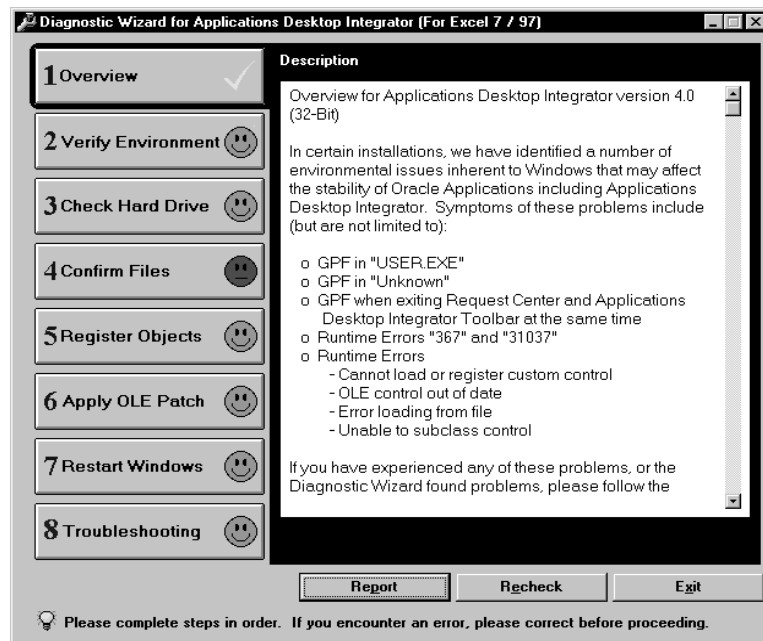 Diagnostic Wizard for Applications Desktop Integrator (For Excel 7 / 97)
1 Overview
2 Verify Environment
3 Check Hard Drive
4 Confirm Files
5 Register Objects
6 Apply OLE Patch
7 Restart Windows
8 Troubleshooting
Description
Overview for Applications Desktop Integrator version 4.0
(32-Bit)
In certain installations, we have identified a number of
environmental issues inherent to Windows that may affect
the stability of Oracle Applications including Applications
Desktop Integrator. Symptoms of these problems include
(but are not limited to):
o GPF in "USER.EXE"
o GPF in "Unknown"
o GPF when exiting Request Center and Applications
Desktop Integrator Toolbar at the same time
o Runtime Errors "367" and "31037"
o Runtime Errors
- Cannot load or register custom control
- OLE control out of date
- Error loading from file
- Unable to subclass control
If you have experienced any of these problems, or the
Diagnostic Wizard found problems, please follow the
Report
Recheck
Exit
Please complete steps in order. If you encounter an error, please correct before proceeding.